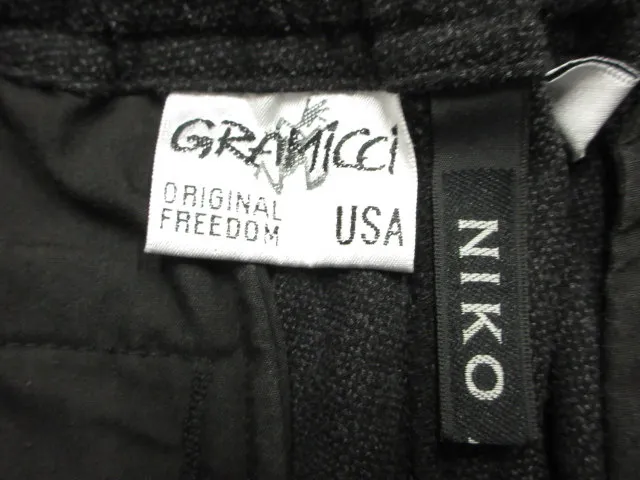 GRAMICCI
ORIGINAL
FREEDOM
USA
NIKO